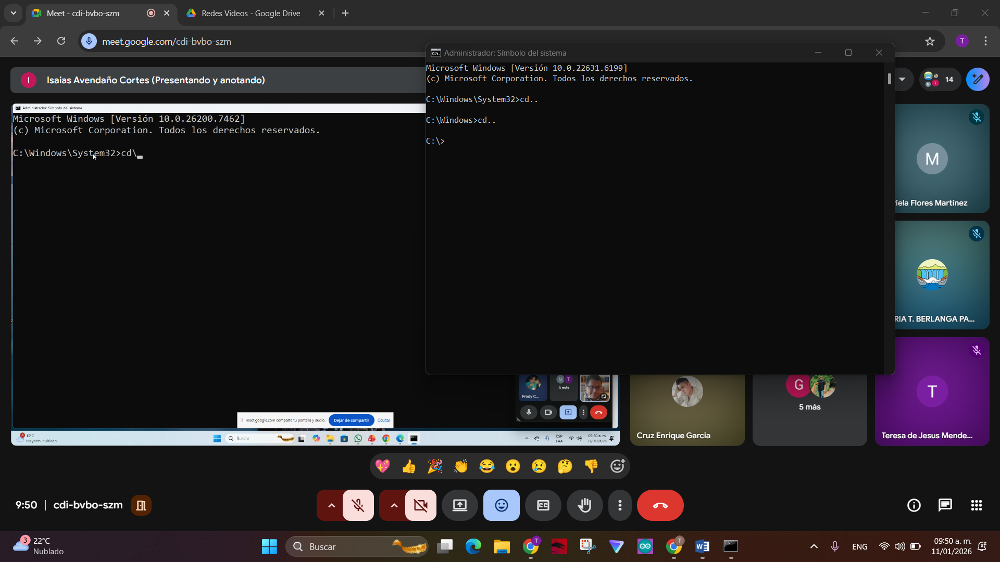 Meet - cdi-bvbo-szm
Redes Videos - Google Drive
meet.google.com/cdi-bvbo-szm
T
I
Isaias Avendaño Cortes (Presentando y anotando)
14
Administrador: Símbolo del sistema
Microsoft Windows [Versión 10.0.26200.7462]
(c) Microsoft Corporation. Todos los derechos reservados.
C:\Windows\System32>cd\_
Administrador: Símbolo del sistema
Microsoft Windows [Versión 10.0.22631.6199]
(c) Microsoft Corporation. Todos los derechos reservados.
C:\Windows\System32>cd..
C:\Windows>cd..
C:\>
M
iela Flores Martínez
RIA T. BERLANGA PA...
T
Teresa de Jesus Mende...
G
5 más
Cruz Enrique Garcia
M T
8 más
Fredy C...
Isai...
meet.google.com comparte tu pantalla y audio.
Dejar de compartir
Ocultar
4
15°C
Mayorm. nublado
Buscar
ESP
LAA
09:50 a. m.
11/01/2026
9:50
cdi-bvbo-szm
CC
3
22°C
Nublado
Buscar
T
T
ENG
09:50 a. m.
11/01/2026